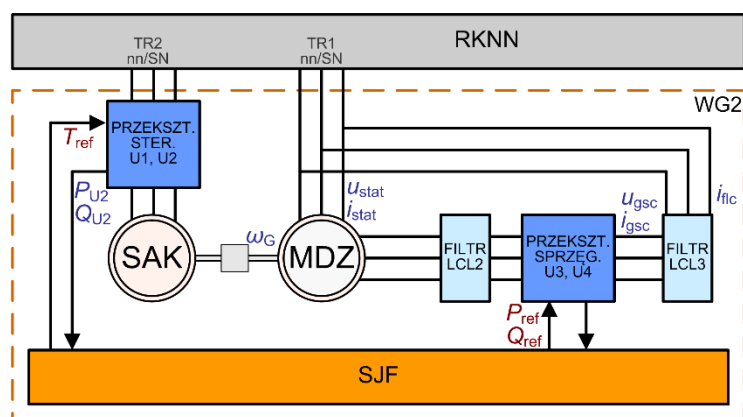 RKNN
TR2
nn/SN
TR1
nn/SN
WG2
PRZEKSZT.
STER.
U1, U2
Tref
PU2
QU2
ustat
istat
ugsc
igsc
iflc
SAK
ωG
MDZ
FILTR
LCL2
PRZEKSZT.
SPRZĘG.
U3, U4
FILTR
LCL3
Pref
Qref
SJF